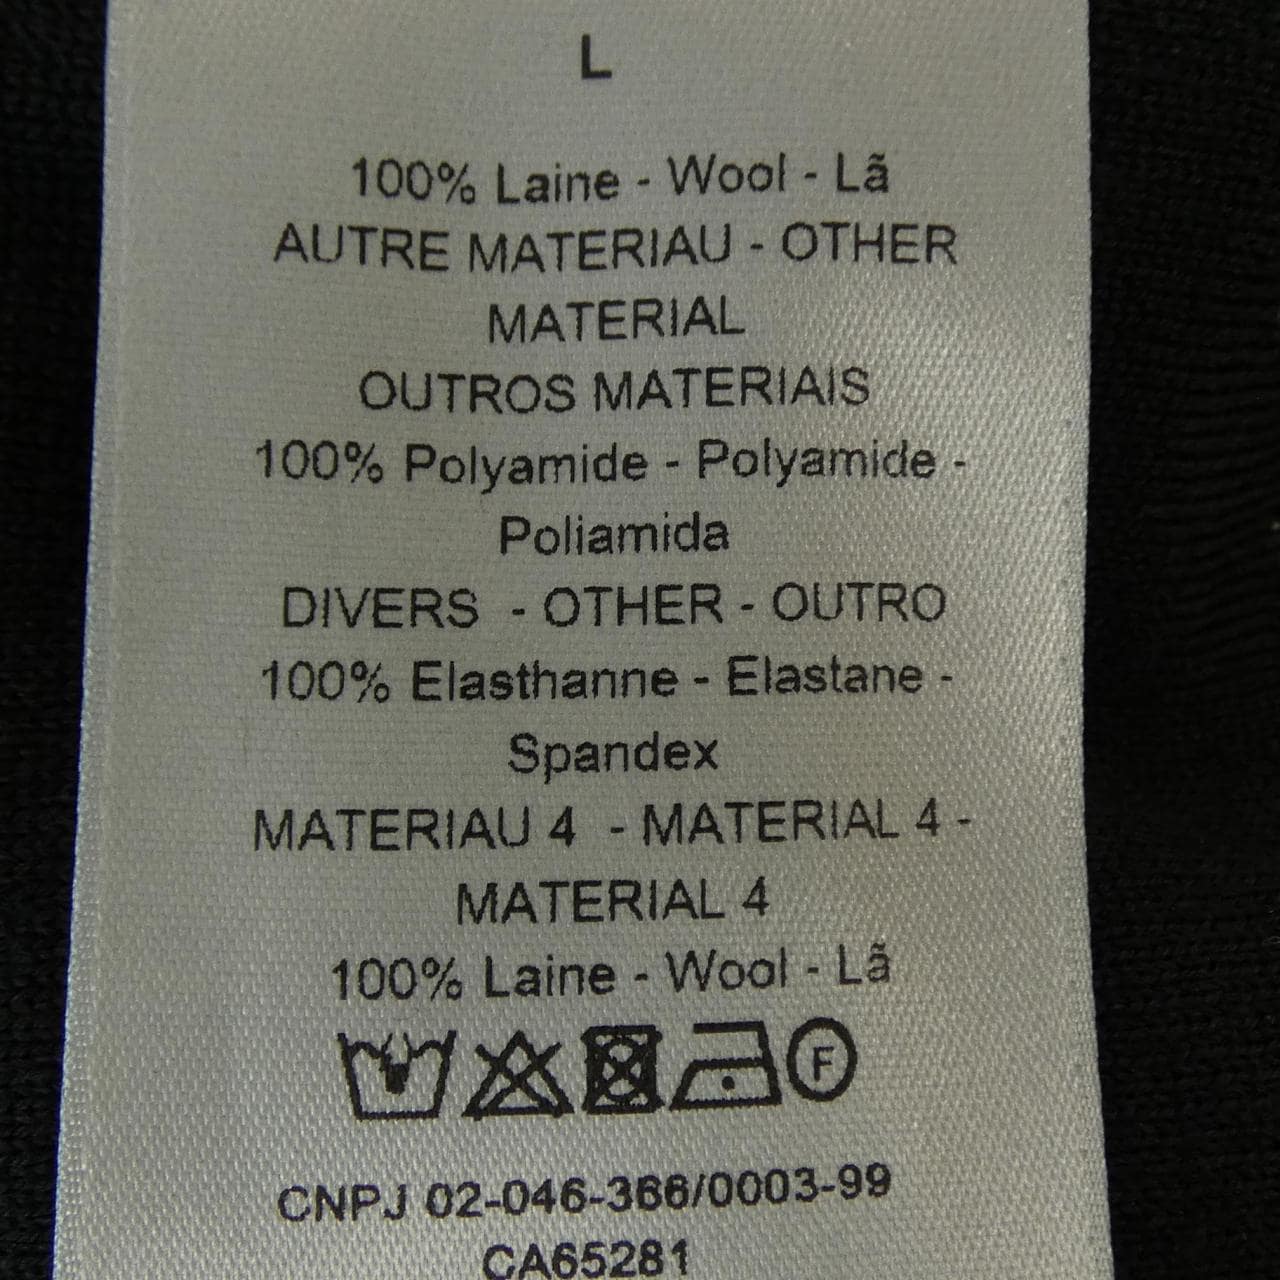 L
100% Laine - Wool - Lã
AUTRE MATERIAU - OTHER
MATERIAL
OUTROS MATERIAIS
100% Polyamide - Polyamide -
Poliamida
DIVERS - OTHER - OUTRO
100% Elasthanne - Elastane -
Spandex
MATERIAU 4 - MATERIAL 4 -
MATERIAL 4
100% Laine - Wool - Lã
F
CNPJ 02-046-366/0003-99
CA65281